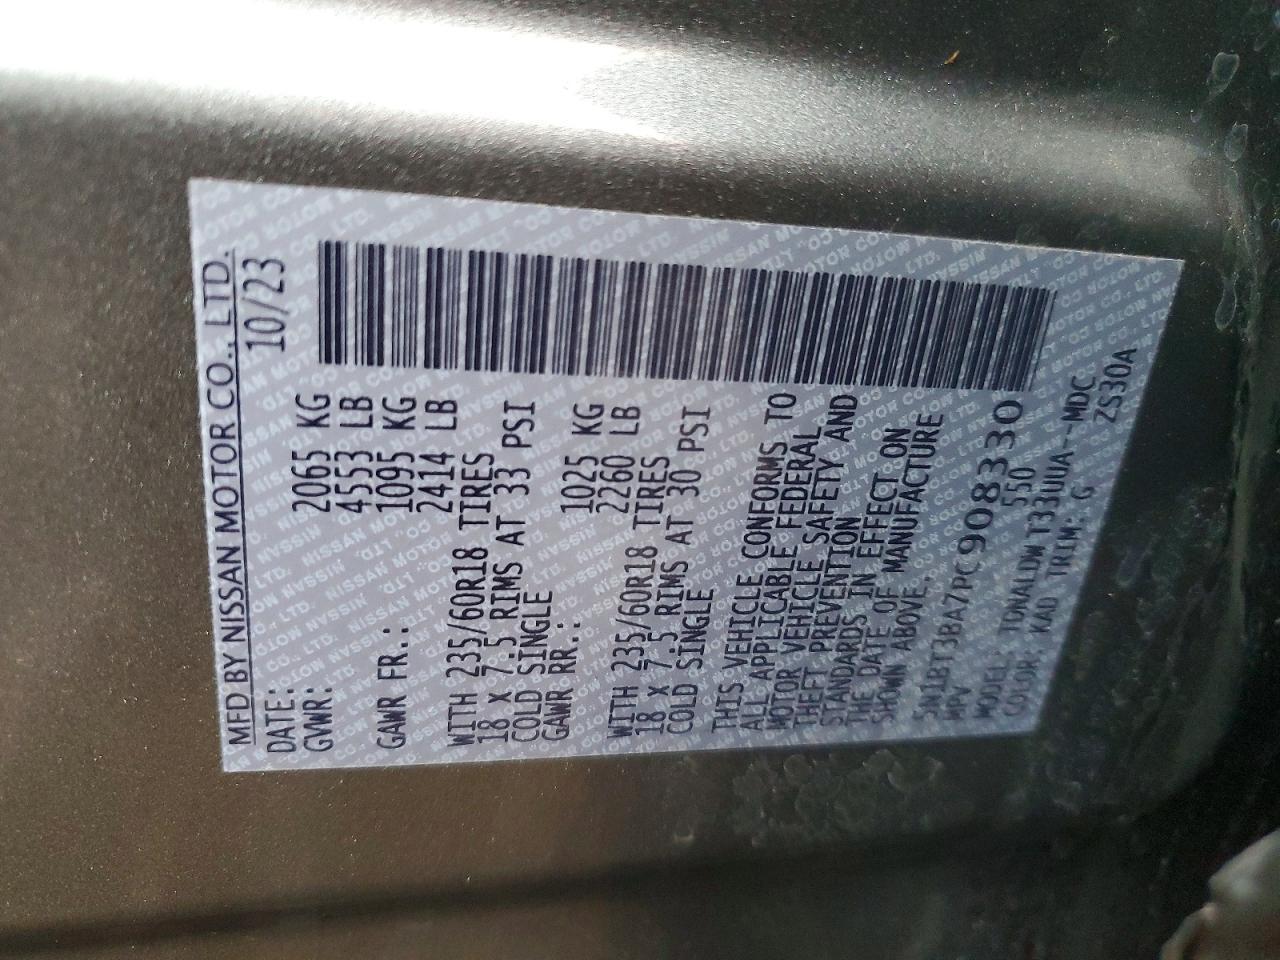 MFD BY NISSAN MOTOR CO., LTD.
DATE: 10/23
GVWR: 2065 KG
4553 LB
GAWR FR.: 1095 KG
2414 LB
WITH 235/60R18 TIRES
18 X 7.5 RIMS AT 33 PSI
COLD SINGLE
GAWR RR.: 1025 KG
2260 LB
WITH 235/60R18 TIRES
18 X 7.5 RIMS AT 30 PSI
COLD SINGLE
THIS VEHICLE CONFORMS TO
ALL APPLICABLE FEDERAL
MOTOR VEHICLE SAFETY AND
THEFT PREVENTION
STANDARDS IN EFFECT ON
THE DATE OF MANUFACTURE
SHOWN ABOVE.
5N1BT3BA7PC908330
MPV 550
MODEL: TDNALDW T33UUA--MDC
COLOR: KAD TRIM: G ZS30A